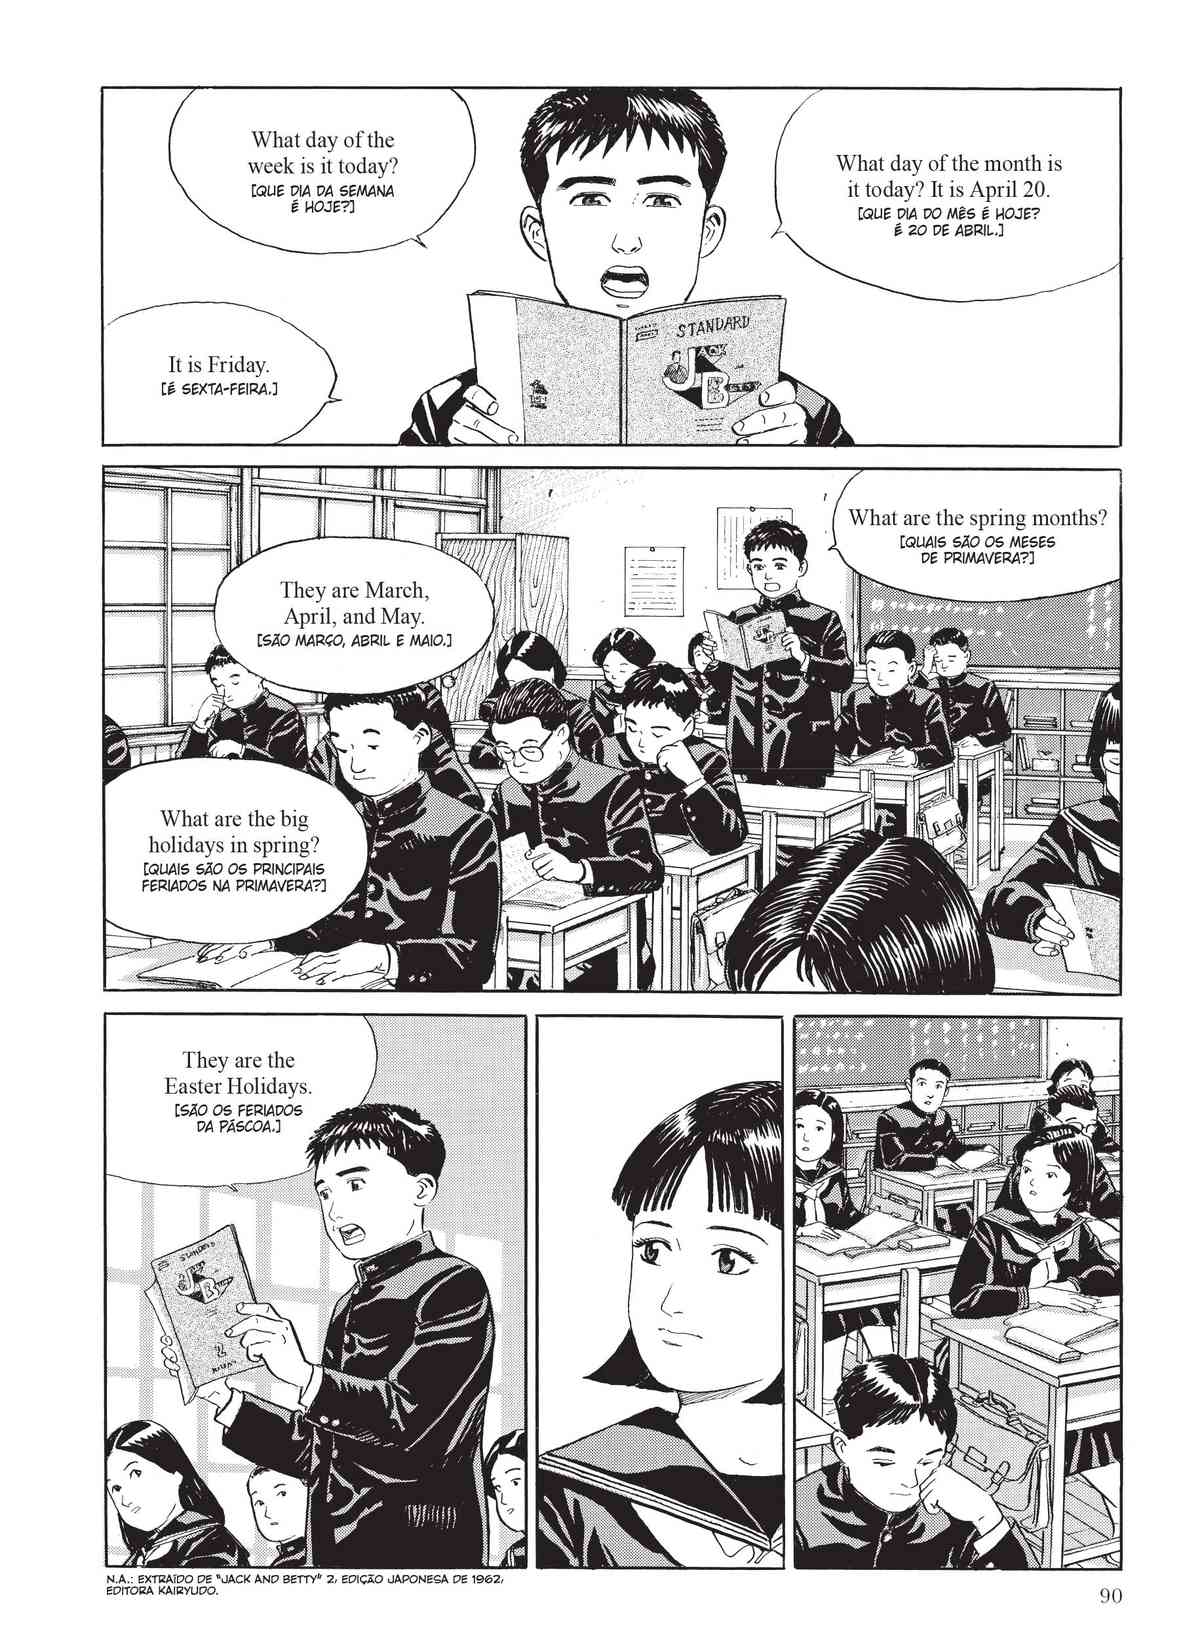 What day of the
week is it today?
[QUE DIA DA SEMANA
É HOJE?]
What day of the month is
it today? It is April 20.
[QUE DIA DO MÊS É HOJE?
É 20 DE ABRIL.]
It is Friday.
[É SEXTA-FEIRA.]
STANDARD
JACK
BETTY
What are the spring months?
[QUAIS SÃO OS MESES
DE PRIMAVERA?]
They are March,
April, and May.
[SÃO MARÇO, ABRIL E MAIO.]
What are the big
holidays in spring?
[QUAIS SÃO OS PRINCIPAIS
FERIADOS NA PRIMAVERA?]
They are the
Easter Holidays.
[SÃO OS FERIADOS
DA PÁSCOA.]
STANDARD
J
B
2
N.A.: EXTRAÍDO DE "JACK AND BETTY" 2, EDIÇÃO JAPONESA DE 1962,
EDITORA KAIRYUDO.
90